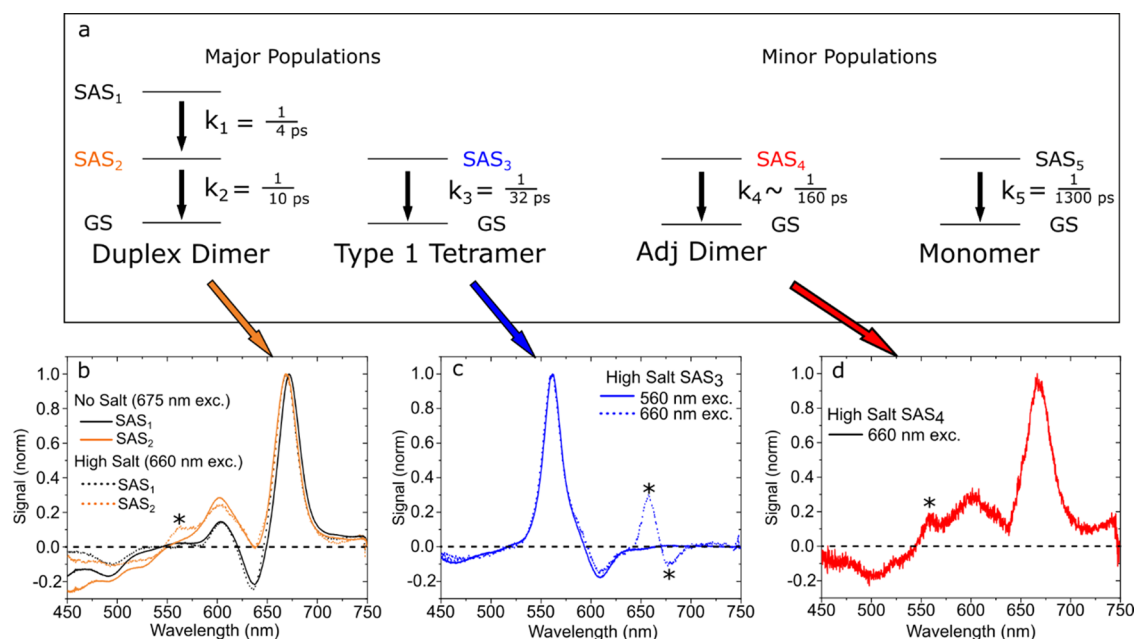 a
Major Populations
Minor Populations
SAS₁
k₁ = 1/4 ps
SAS₂
SAS₃
SAS₄
SAS₅
k₂ = 1/10 ps
k₃ = 1/32 ps
k₄ ~ 1/160 ps
k₅ = 1/1300 ps
GS
GS
GS
GS
Duplex Dimer
Type 1 Tetramer
Adj Dimer
Monomer
b
No Salt (675 nm exc.)
SAS₁
SAS₂
High Salt (660 nm exc.)
SAS₁
SAS₂
*
Signal (norm)
1.0
0.8
0.6
0.4
0.2
0.0
-0.2
450 500 550 600 650 700 750
Wavelength (nm)
c
High Salt SAS₃
560 nm exc.
660 nm exc.
*
*
Signal (norm)
1.0
0.8
0.6
0.4
0.2
0.0
-0.2
450 500 550 600 650 700 750
Wavelength (nm)
d
High Salt SAS₄
660 nm exc.
*
Signal (norm)
1.0
0.8
0.6
0.4
0.2
0.0
-0.2
450 500 550 600 650 700 750
Wavelength (nm)